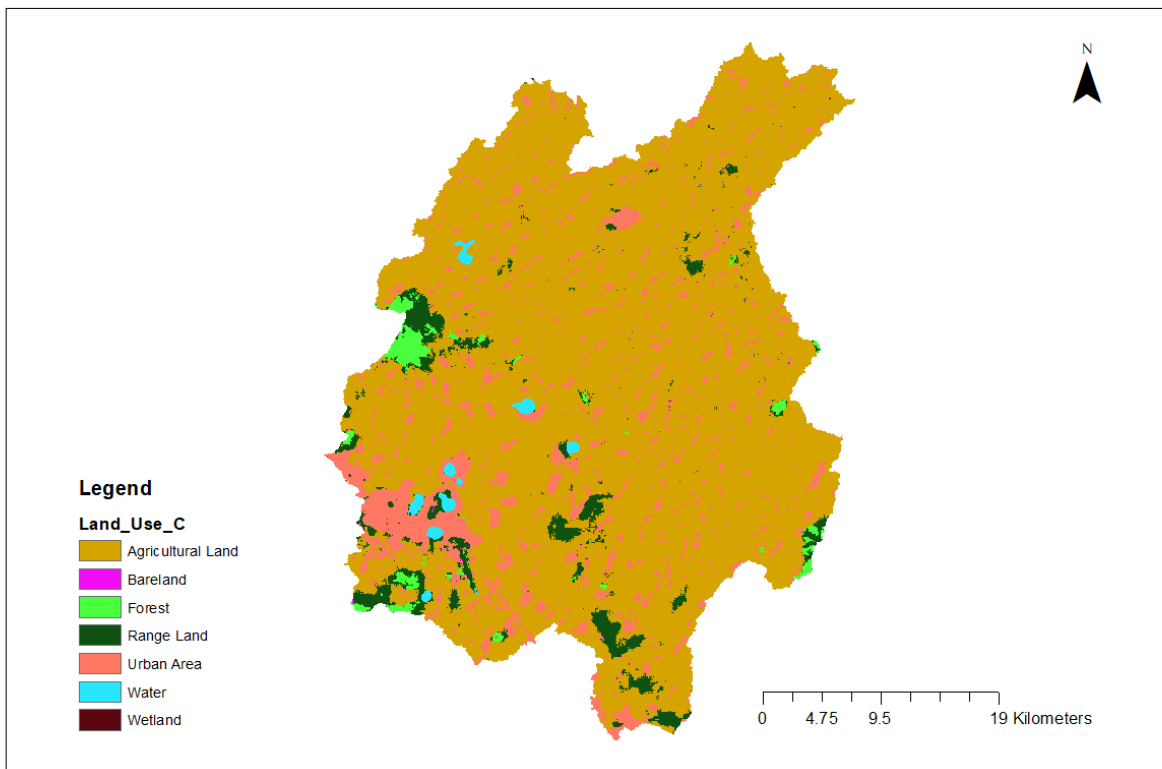 N
Legend
Land_Use_C
Agricultural Land
Bareland
Forest
Range Land
Urban Area
Water
Wetland
0 4.75 9.5 19 Kilometers